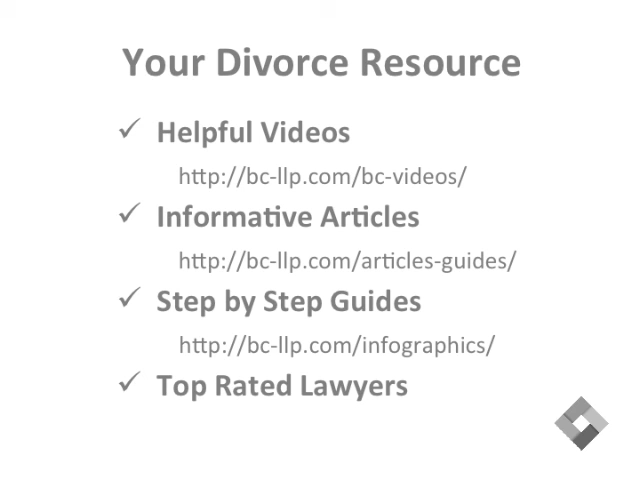 Your Divorce Resource
✓ Helpful Videos
http://bc-llp.com/bc-videos/
✓ Informative Articles
http://bc-llp.com/articles-guides/
✓ Step by Step Guides
http://bc-llp.com/infographics/
✓ Top Rated Lawyers